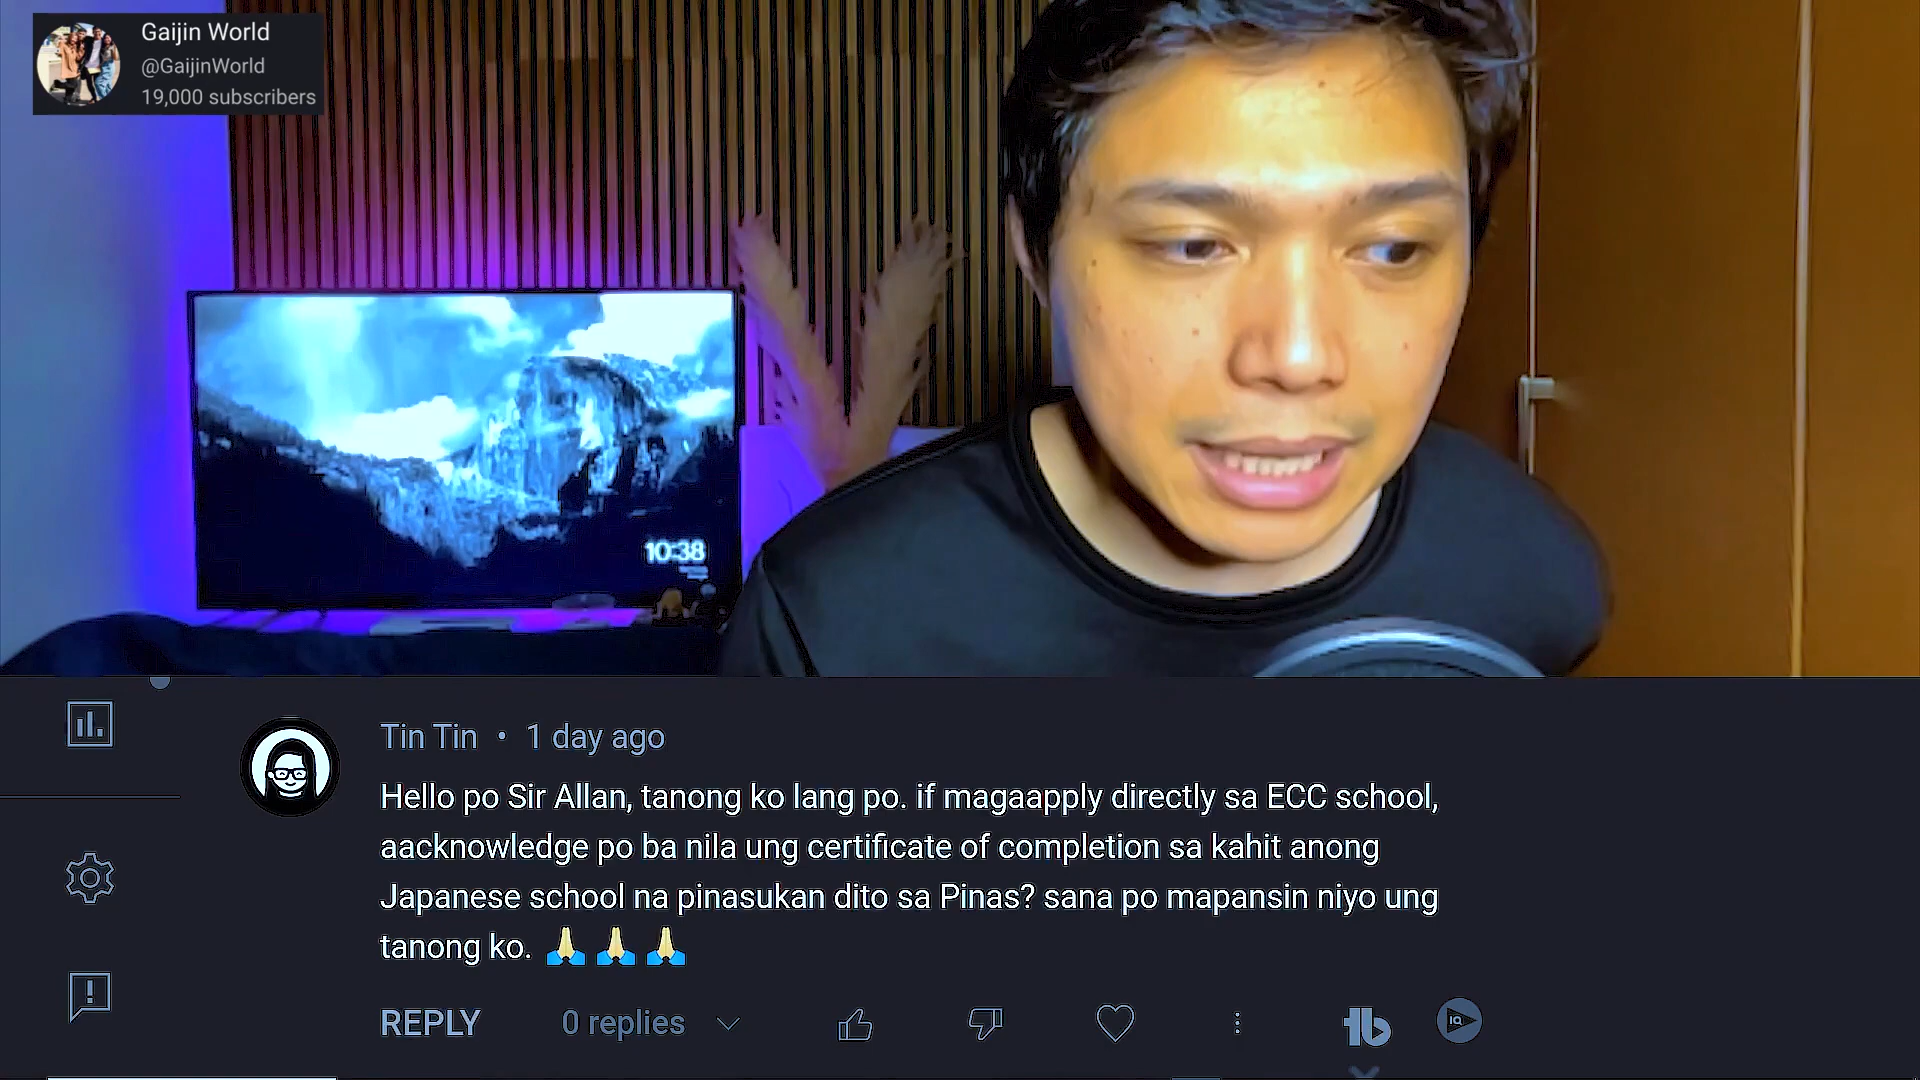 Gaijin World
@GaijinWorld
19,000 subscribers
10:38
Tin Tin • 1 day ago
Hello po Sir Allan, tanong ko lang po. if magaapply directly sa ECC school,
aacknowledge po ba nila ung certificate of completion sa kahit anong
Japanese school na pinasukan dito sa Pinas? sana po mapansin niyo ung
tanong ko. 🙏 🙏 🙏
REPLY 0 replies
IQ